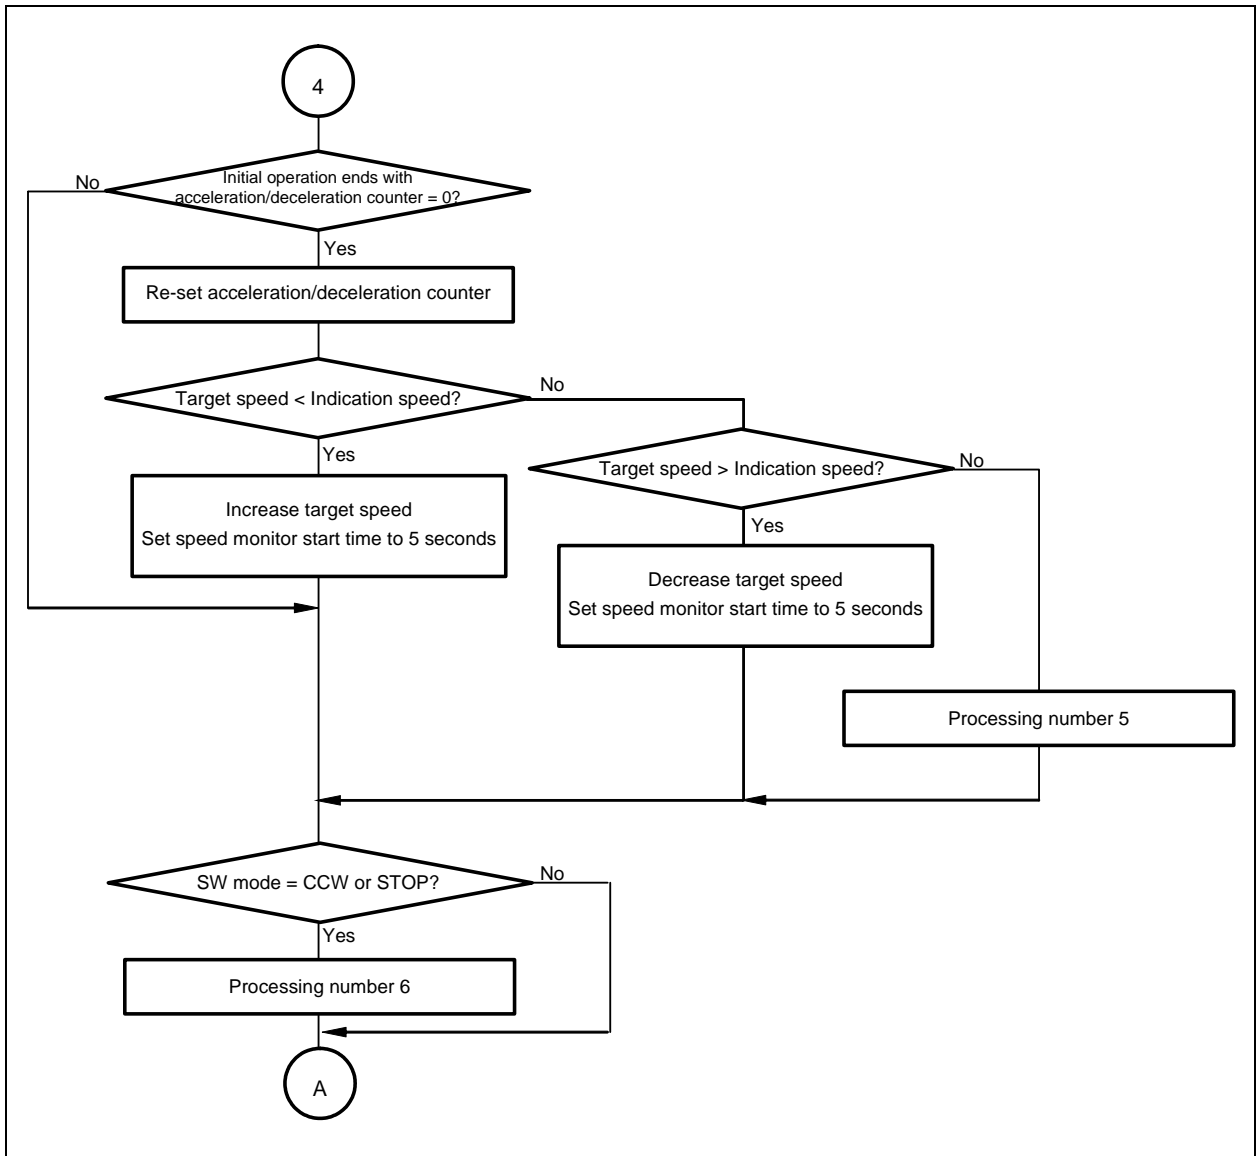 4
Initial operation ends with
acceleration/deceleration counter = 0?
No
Yes
Re-set acceleration/deceleration counter
Target speed < Indication speed?
No
Yes
Increase target speed
Set speed monitor start time to 5 seconds
Target speed > Indication speed?
No
Yes
Decrease target speed
Set speed monitor start time to 5 seconds
Processing number 5
SW mode = CCW or STOP?
No
Yes
Processing number 6
A